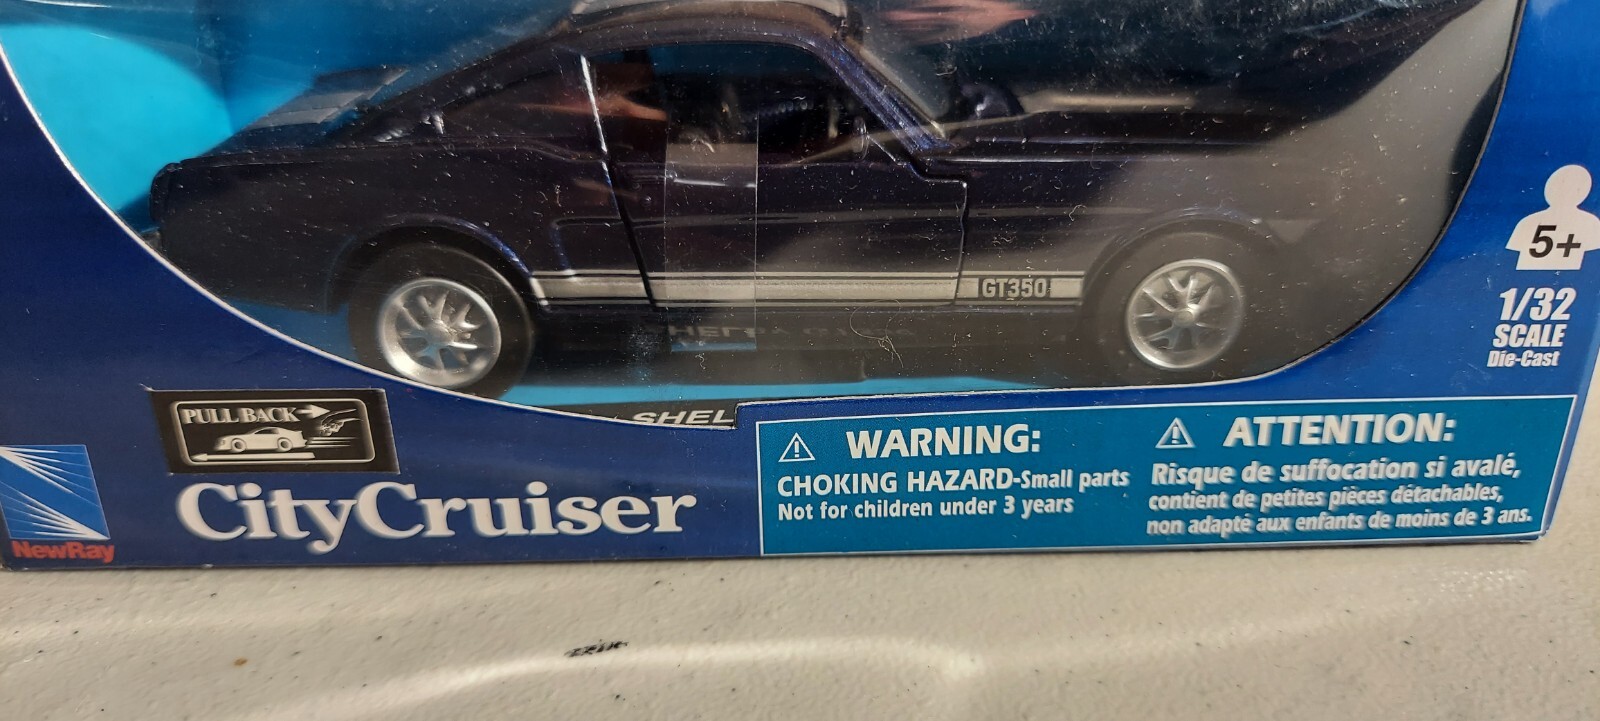 GT350
5+
1/32
SCALE
Die-Cast
SHEL
PULL BACK
CityCruiser
NewRay
WARNING:
CHOKING HAZARD-Small parts
Not for children under 3 years
ATTENTION:
Risque de suffocation si avalé,
contient de petites pièces détachables,
non adapté aux enfants de moins de 3 ans.